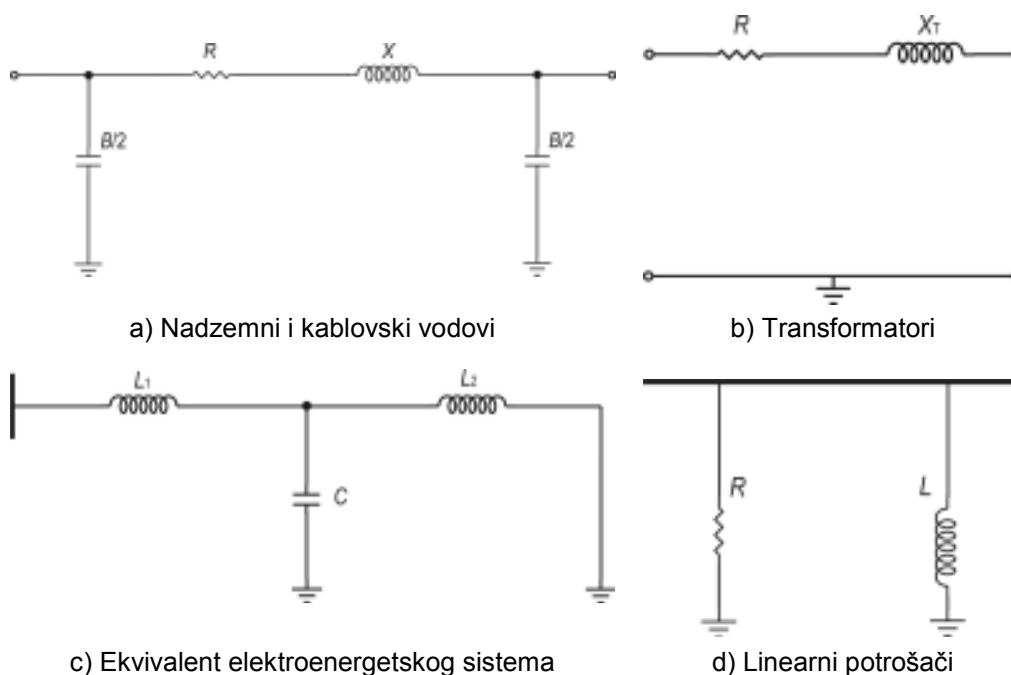 R X
B/2 B/2
a) Nadzemni i kablovski vodovi
R XT
b) Transformatori
L1 L2
C
c) Ekvivalent elektroenergetskog sistema
R L
d) Linearni potrošači